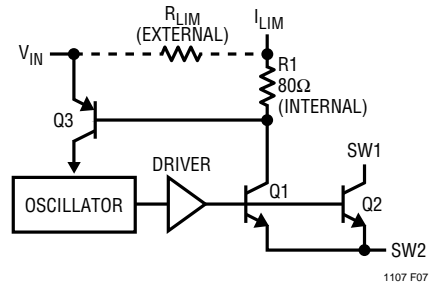 R_LIM
(EXTERNAL)
I_LIM
V_IN
R1
80Ω
(INTERNAL)
Q3
DRIVER
SW1
OSCILLATOR
Q1
Q2
SW2
1107 F07